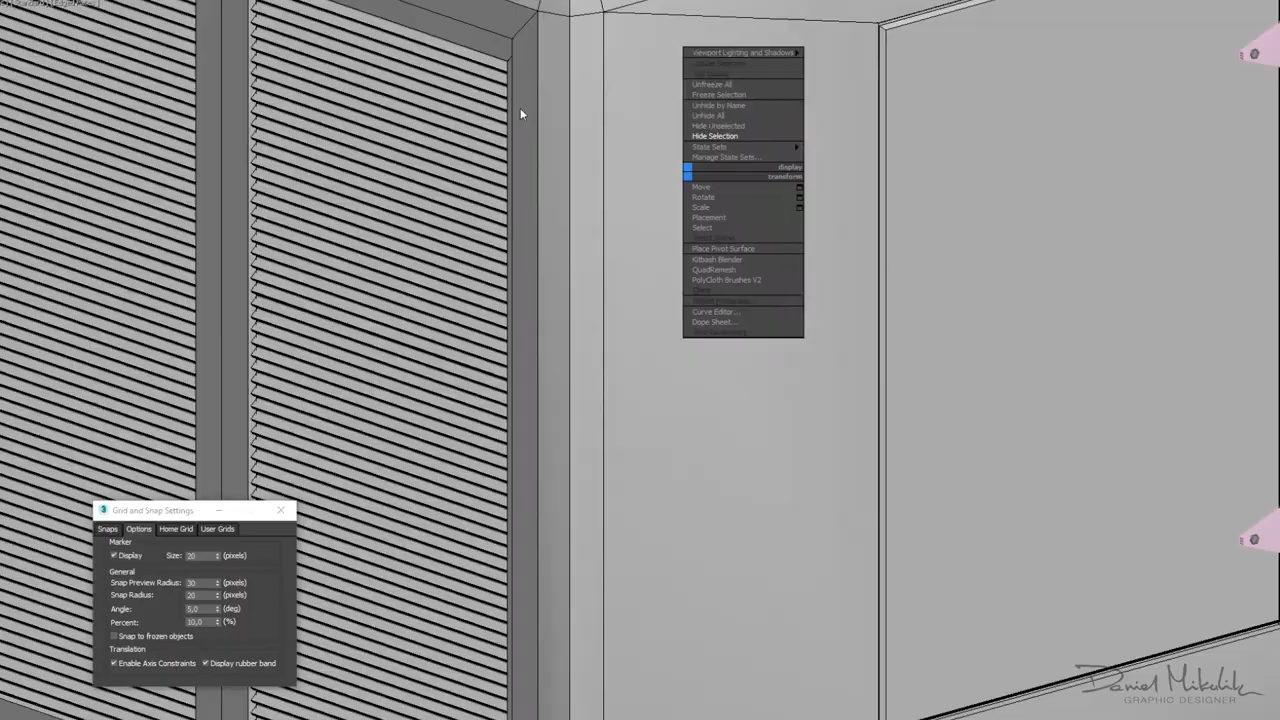 Viewport Lighting and Shadows
Unfreeze All
Freeze Selection
Unhide by Name
Unhide All
Hide Unselected
Hide Selection
State Sets
Manage State Sets...
display
transform
Move
Rotate
Scale
Placement
Select
Place Pivot Surface
Kitbash Blender
QuadRemesh
PolyCloth Brushes V2
Curve Editor...
Dope Sheet...
3 Grid and Snap Settings
Snaps Options Home Grid User Grids
Marker
Display Size: 20 (pixels)
General
Snap Preview Radius: 30 (pixels)
Snap Radius: 20 (pixels)
Angle: 5,0 (deg)
Percent: 10,0 (%)
Snap to frozen objects
Translation
Enable Axis Constraints Display rubber band
Daniel Mikulik
GRAPHIC DESIGNER